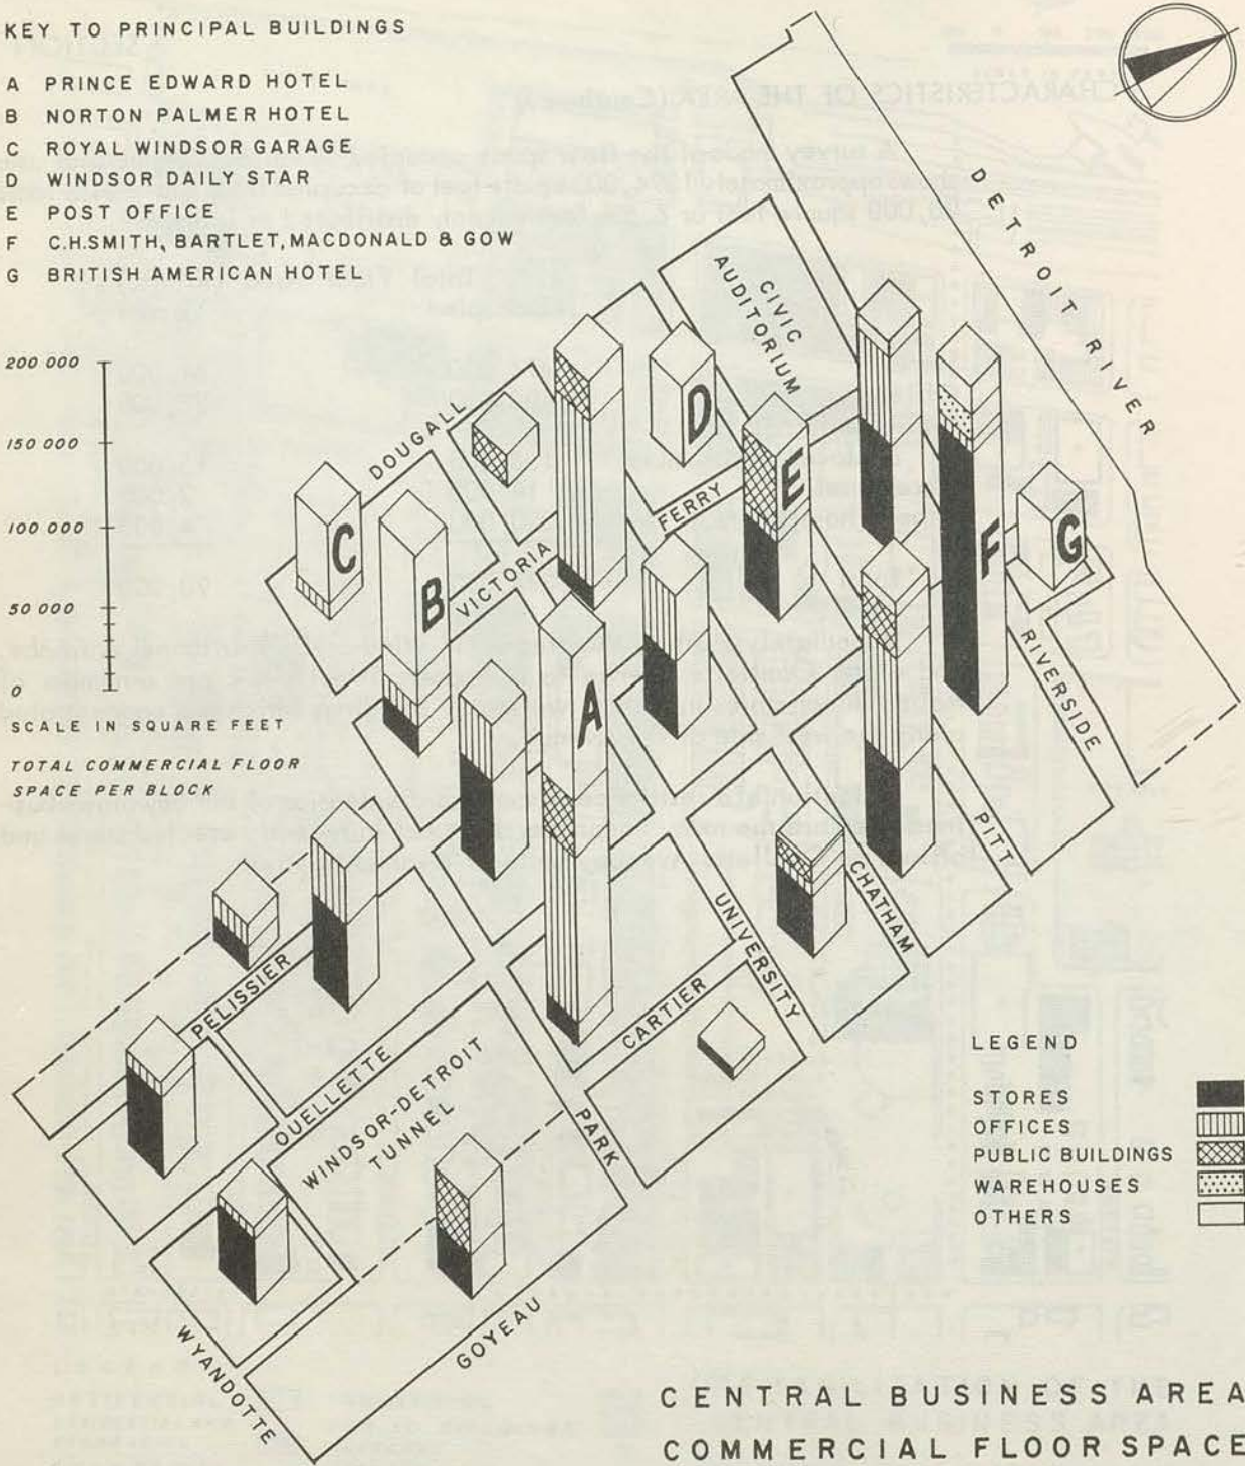 KEY TO PRINCIPAL BUILDINGS
A PRINCE EDWARD HOTEL
B NORTON PALMER HOTEL
C ROYAL WINDSOR GARAGE
D WINDSOR DAILY STAR
E POST OFFICE
F C.H.SMITH, BARTLET, MACDONALD & GOW
G BRITISH AMERICAN HOTEL
200 000
150 000
100 000
50 000
0
SCALE IN SQUARE FEET
TOTAL COMMERCIAL FLOOR
SPACE PER BLOCK
DETROIT RIVER
CIVIC
AUDITORIUM
DOUGALL
VICTORIA
FERRY
A
B
C
D
E
F
G
RIVERSIDE
PITT
CHATHAM
UNIVERSITY
CARTIER
PELISSIER
OUELLETTE
WINDSOR-DETROIT
TUNNEL
PARK
GOYEAU
WYANDOTTE
LEGEND
STORES
OFFICES
PUBLIC BUILDINGS
WAREHOUSES
OTHERS
CENTRAL BUSINESS AREA
COMMERCIAL FLOOR SPACE